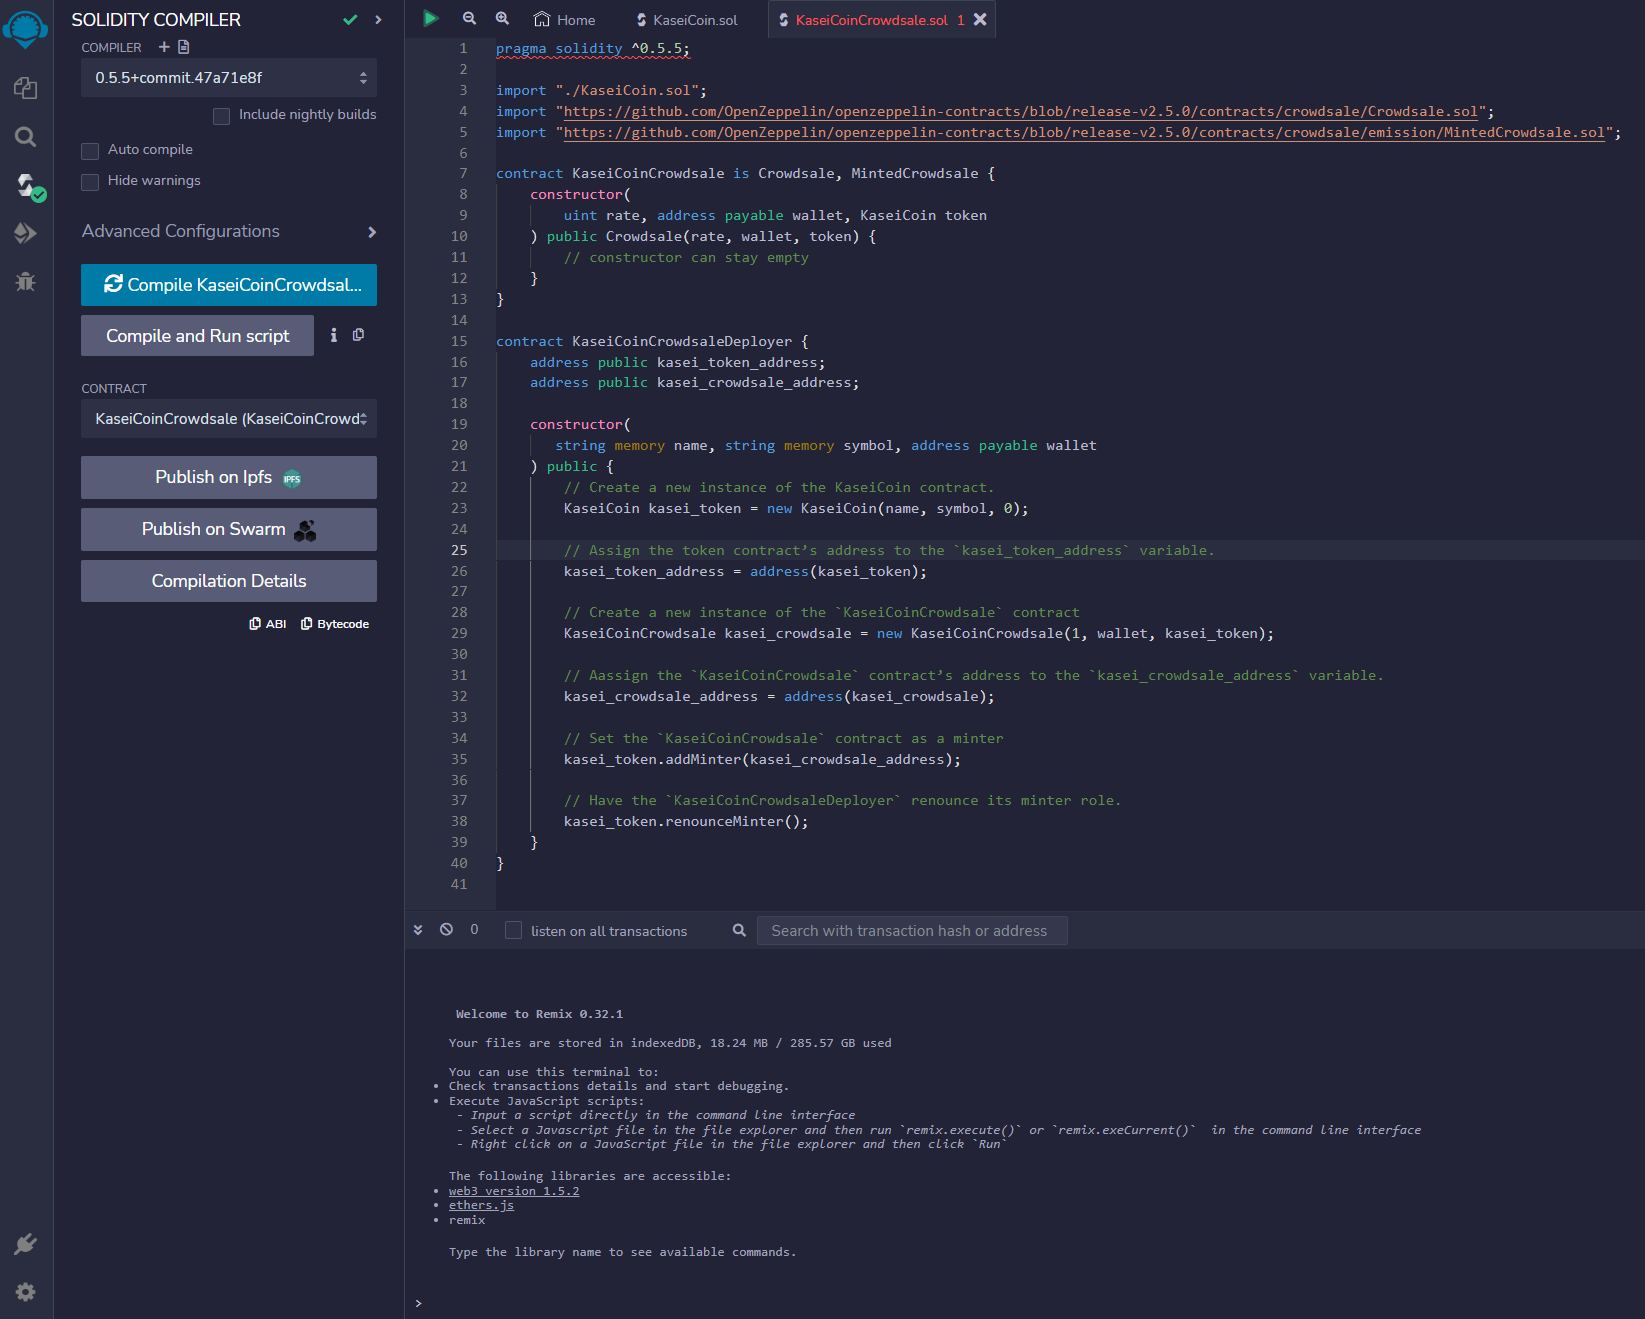 SOLIDITY COMPILER
COMPILER
0.5.5+commit.47a71e8f
Include nightly builds
Auto compile
Hide warnings
Advanced Configurations
Compile KaseiCoinCrowdsal...
Compile and Run script
CONTRACT
KaseiCoinCrowdsale (KaseiCoinCrowd
Publish on Ipfs IPFS
Publish on Swarm
Compilation Details
ABI Bytecode
Home KaseiCoin.sol KaseiCoinCrowdsale.sol 1
1 pragma solidity ^0.5.5;
2
3 import "./KaseiCoin.sol";
4 import "https://github.com/OpenZeppelin/openzeppelin-contracts/blob/release-v2.5.0/contracts/crowdsale/Crowdsale.sol";
5 import "https://github.com/OpenZeppelin/openzeppelin-contracts/blob/release-v2.5.0/contracts/crowdsale/emission/MintedCrowdsale.sol";
6
7 contract KaseiCoinCrowdsale is Crowdsale, MintedCrowdsale {
8 constructor(
9 uint rate, address payable wallet, KaseiCoin token
10 ) public Crowdsale(rate, wallet, token) {
11 // constructor can stay empty
12 }
13 }
14
15 contract KaseiCoinCrowdsaleDeployer {
16 address public kasei_token_address;
17 address public kasei_crowdsale_address;
18
19 constructor(
20 string memory name, string memory symbol, address payable wallet
21 ) public {
22 // Create a new instance of the KaseiCoin contract.
23 KaseiCoin kasei_token = new KaseiCoin(name, symbol, 0);
24
25 // Assign the token contract’s address to the `kasei_token_address` variable.
26 kasei_token_address = address(kasei_token);
27
28 // Create a new instance of the `KaseiCoinCrowdsale` contract
29 KaseiCoinCrowdsale kasei_crowdsale = new KaseiCoinCrowdsale(1, wallet, kasei_token);
30
31 // Aassign the `KaseiCoinCrowdsale` contract’s address to the `kasei_crowdsale_address` variable.
32 kasei_crowdsale_address = address(kasei_crowdsale);
33
34 // Set the `KaseiCoinCrowdsale` contract as a minter
35 kasei_token.addMinter(kasei_crowdsale_address);
36
37 // Have the `KaseiCoinCrowdsaleDeployer` renounce its minter role.
38 kasei_token.renounceMinter();
39 }
40 }
41
0 listen on all transactions Search with transaction hash or address
Welcome to Remix 0.32.1
Your files are stored in indexedDB, 18.24 MB / 285.57 GB used
You can use this terminal to:
• Check transactions details and start debugging.
• Execute JavaScript scripts:
- Input a script directly in the command line interface
- Select a Javascript file in the file explorer and then run `remix.execute()` or `remix.exeCurrent()` in the command line interface
- Right click on a JavaScript file in the file explorer and then click `Run`
The following libraries are accessible:
• web3 version 1.5.2
• ethers.js
• remix
Type the library name to see available commands.
>